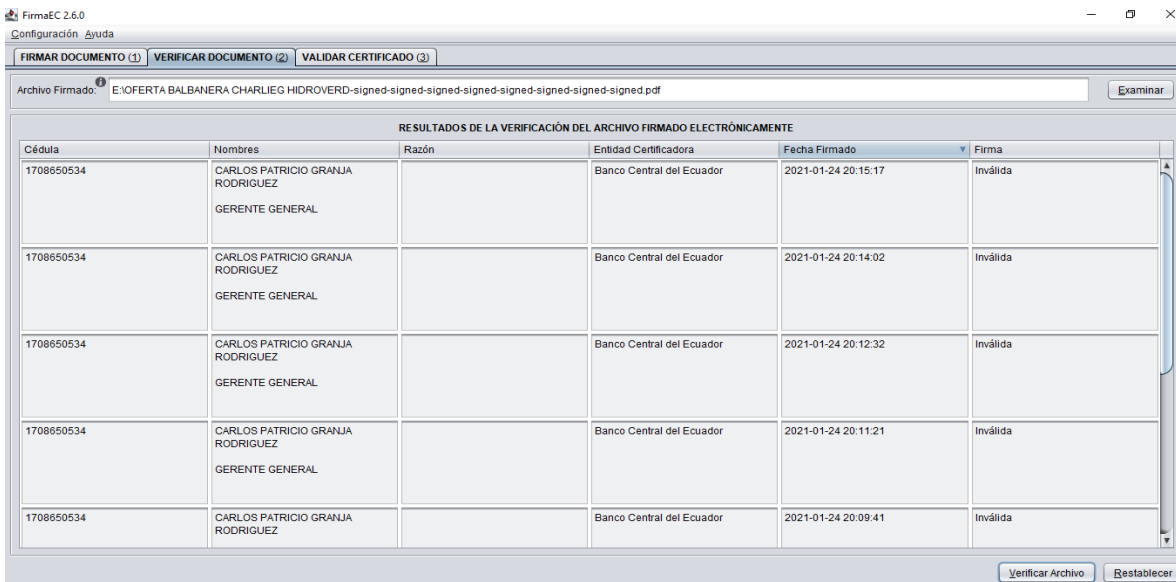 FirmaEC 2.6.0
Configuración Ayuda
FIRMAR DOCUMENTO (1) VERIFICAR DOCUMENTO (2) VALIDAR CERTIFICADO (3)
Archivo Firmado: E:\OFERTA BALBANERA CHARLIEG HIDROVERD-signed-signed-signed-signed-signed-signed-signed-signed.pdf Examinar
RESULTADOS DE LA VERIFICACIÓN DEL ARCHIVO FIRMADO ELECTRÓNICAMENTE
Cédula Nombres Razón Entidad Certificadora Fecha Firmado Firma
1708650534 CARLOS PATRICIO GRANJA Banco Central del Ecuador 2021-01-24 20:15:17 Inválida
RODRIGUEZ
GERENTE GENERAL
1708650534 CARLOS PATRICIO GRANJA Banco Central del Ecuador 2021-01-24 20:14:02 Inválida
RODRIGUEZ
GERENTE GENERAL
1708650534 CARLOS PATRICIO GRANJA Banco Central del Ecuador 2021-01-24 20:12:32 Inválida
RODRIGUEZ
GERENTE GENERAL
1708650534 CARLOS PATRICIO GRANJA Banco Central del Ecuador 2021-01-24 20:11:21 Inválida
RODRIGUEZ
GERENTE GENERAL
1708650534 CARLOS PATRICIO GRANJA Banco Central del Ecuador 2021-01-24 20:09:41 Inválida
RODRIGUEZ
Verificar Archivo Restablecer